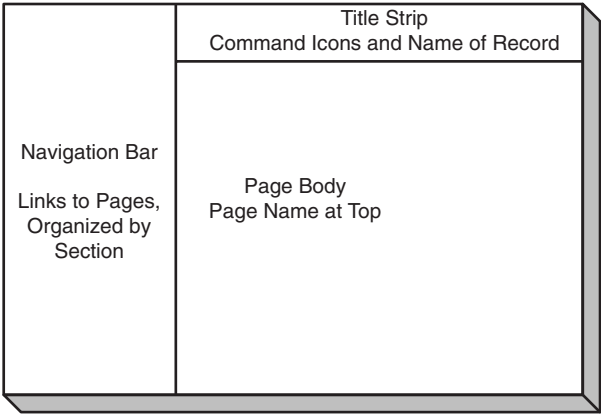 Title Strip
Command Icons and Name of Record
Navigation Bar
Links to Pages,
Organized by
Section
Page Body
Page Name at Top